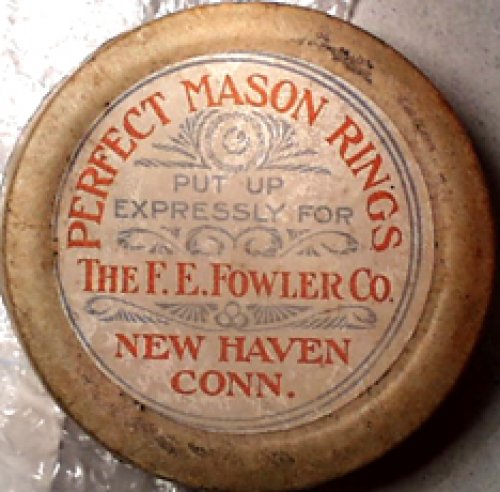 PERFECT MASON RINGS
PUT UP
EXPRESSLY FOR
THE F. E. FOWLER CO.
NEW HAVEN
CONN.